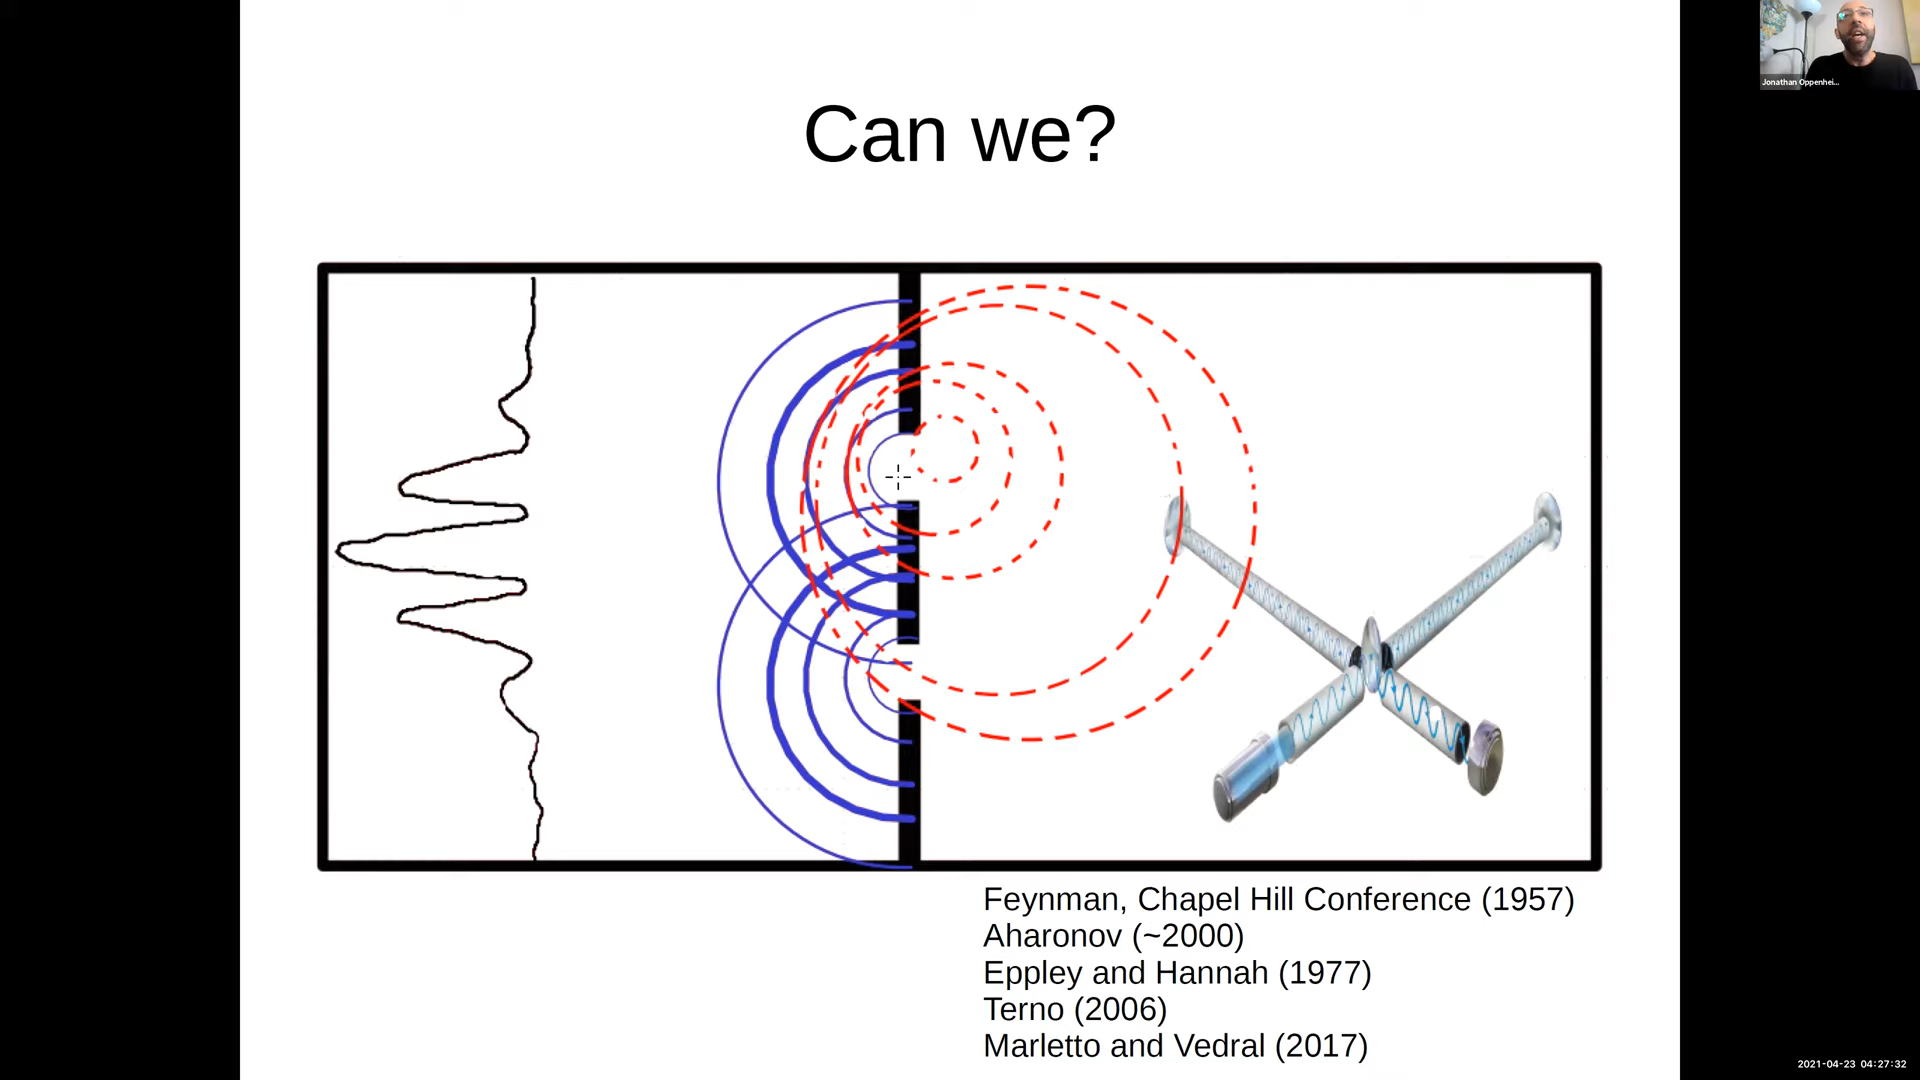 Can we?
Jonathan Oppenhei...
Feynman, Chapel Hill Conference (1957)
Aharonov (~2000)
Eppley and Hannah (1977)
Terno (2006)
Marletto and Vedral (2017)
2021-04-23 04:27:32